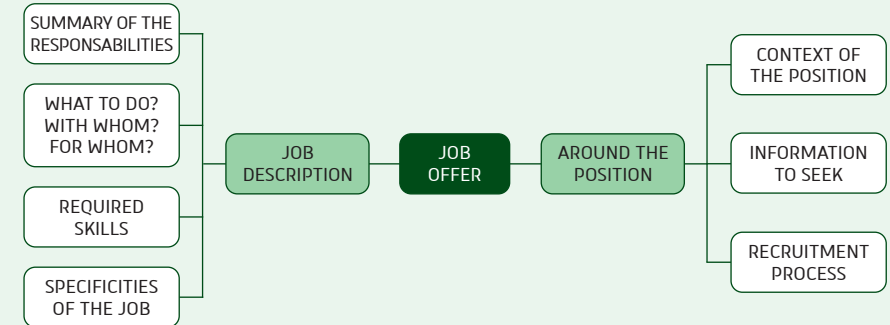 SUMMARY OF THE
RESPONSABILITIES
WHAT TO DO?
WITH WHOM?
FOR WHOM?
REQUIRED
SKILLS
SPECIFICITIES
OF THE JOB
JOB
DESCRIPTION
JOB
OFFER
AROUND THE
POSITION
CONTEXT OF
THE POSITION
INFORMATION
TO SEEK
RECRUITMENT
PROCESS